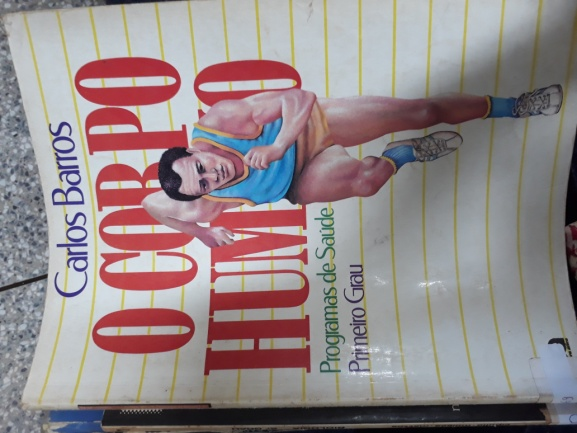 Carlos Barros
O CORPO
HUMANO
Programas de Saúde
Primeiro Grau